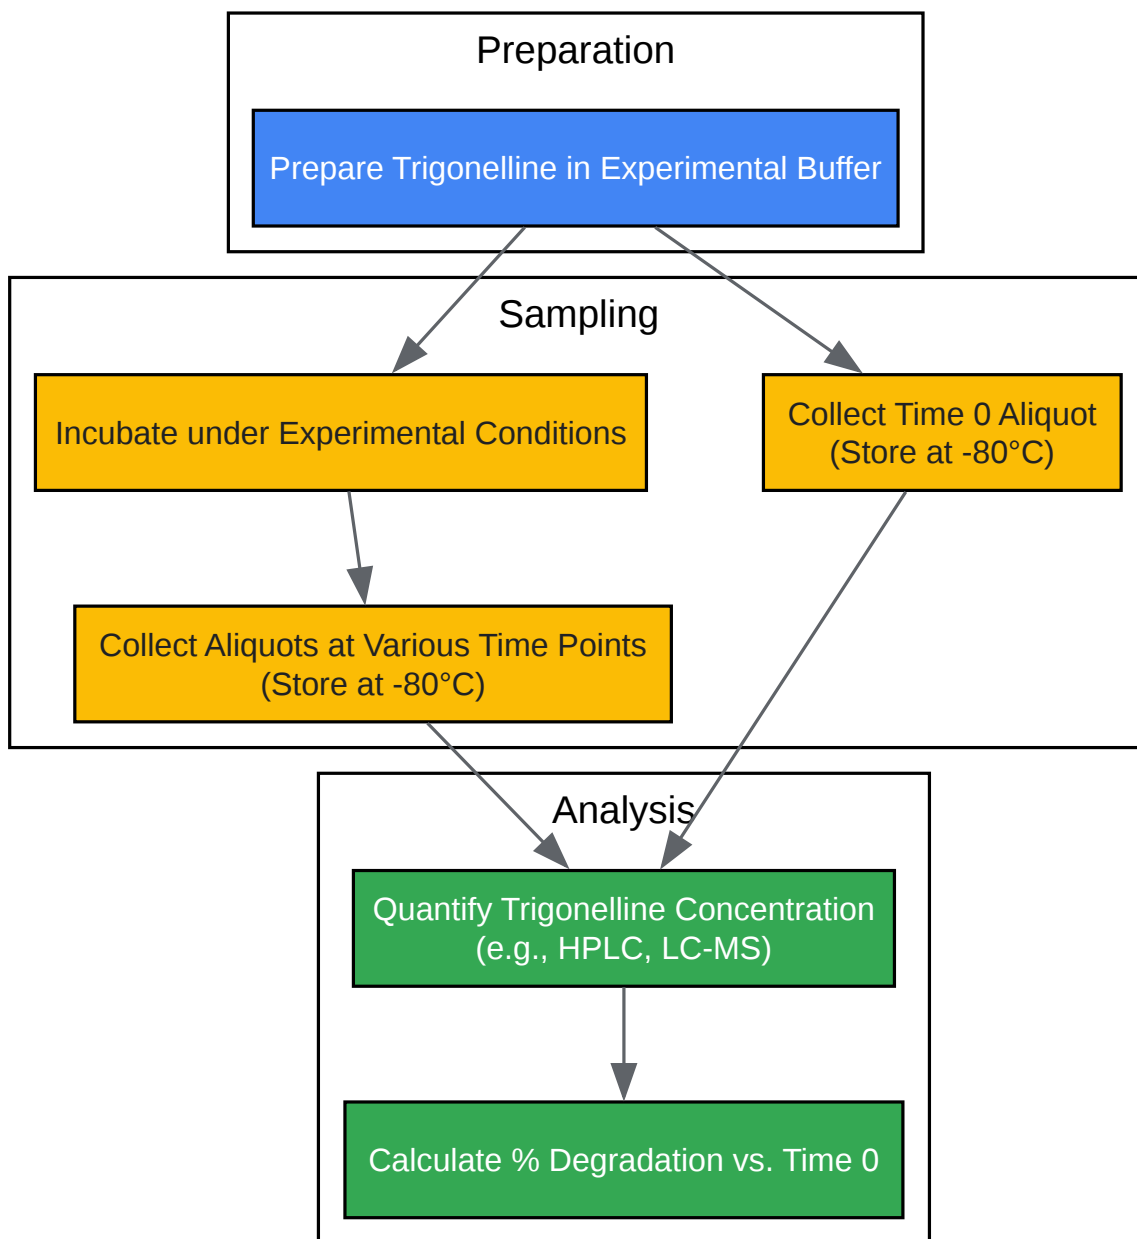 Preparation
Prepare Trigonelline in Experimental Buffer
Sampling
Incubate under Experimental Conditions
Collect Time 0 Aliquot
(Store at -80°C)
Collect Aliquots at Various Time Points
(Store at -80°C)
Analysis
Quantify Trigonelline Concentration
(e.g., HPLC, LC-MS)
Calculate % Degradation vs. Time 0